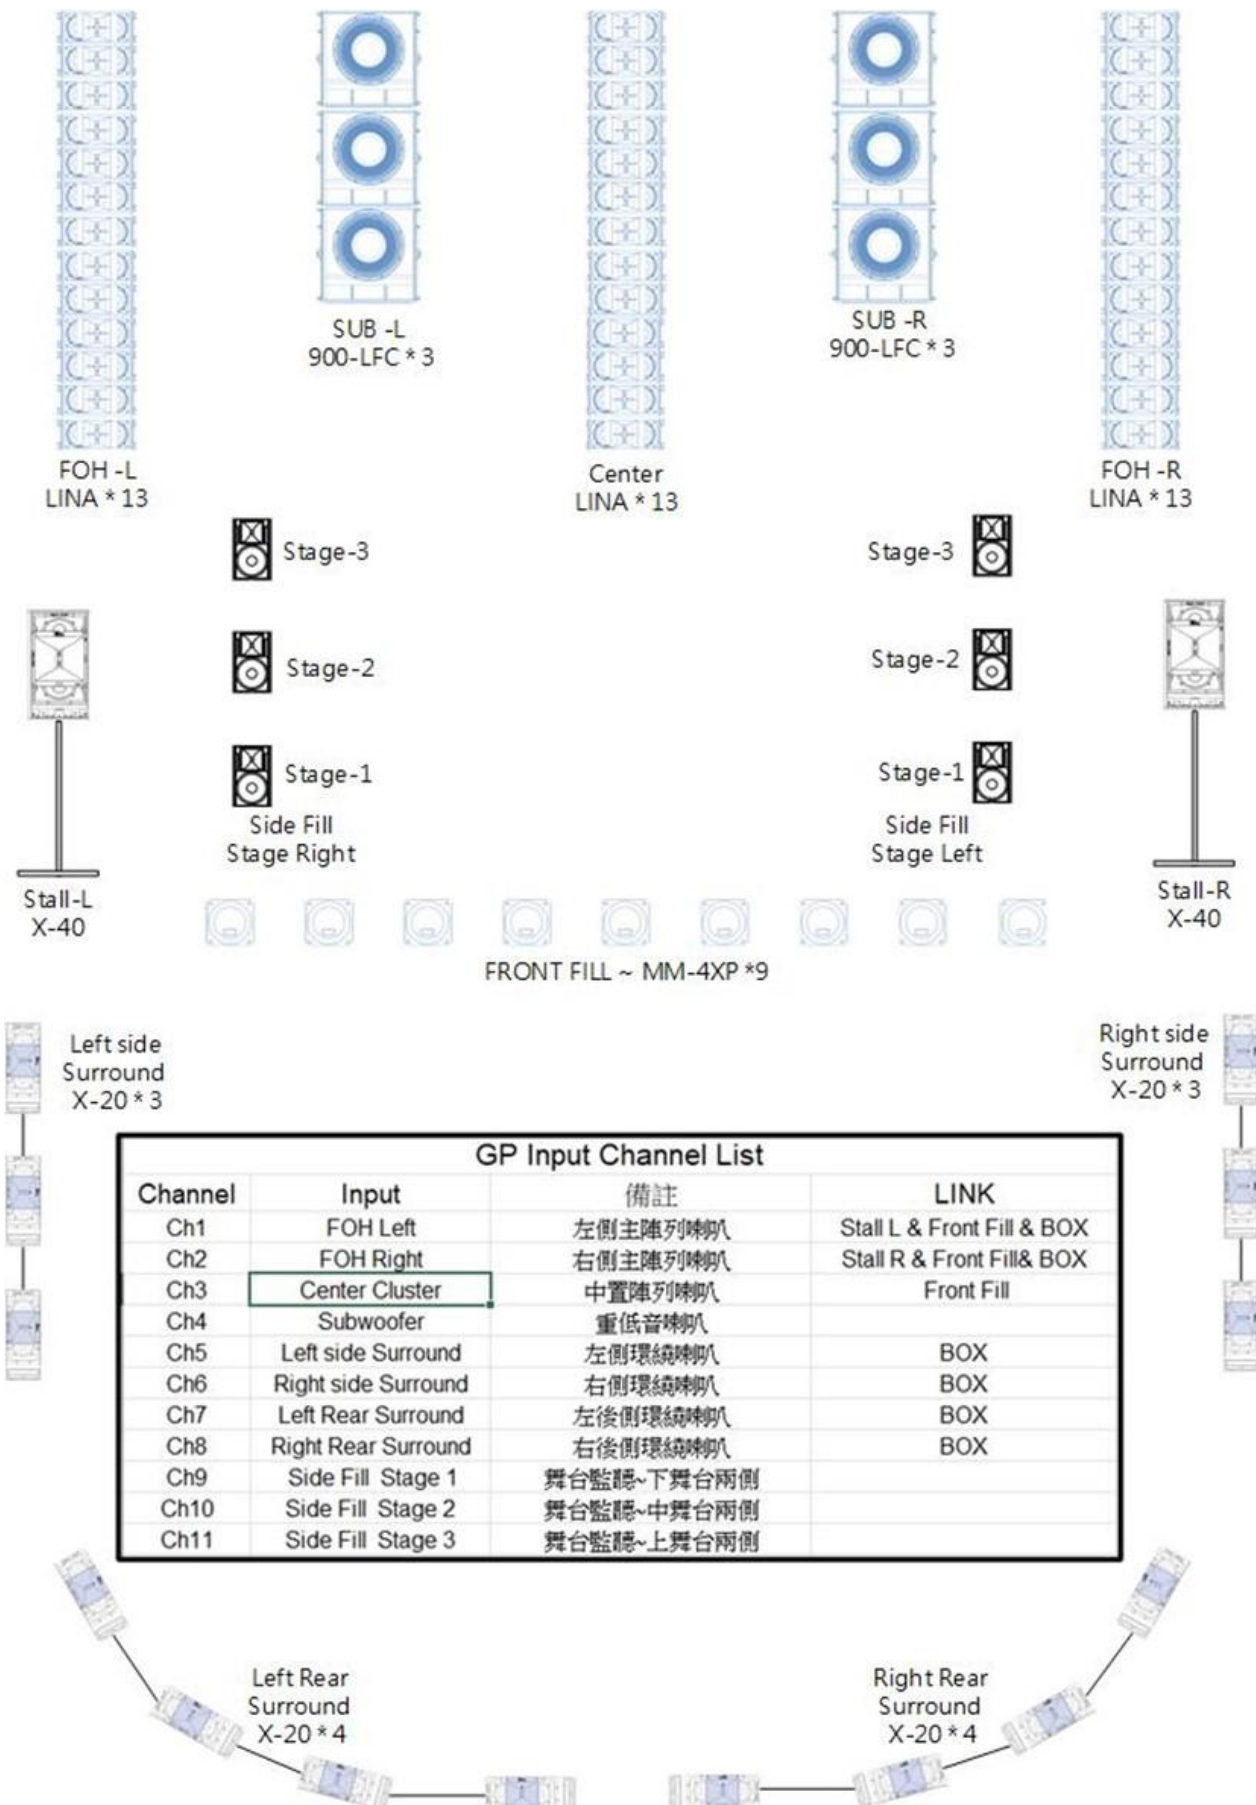 SUB -L
900-LFC * 3
SUB -R
900-LFC * 3
FOH -L
LINA * 13
Center
LINA * 13
FOH -R
LINA * 13
Stage-3
Stage-3
Stage-2
Stage-2
Stage-1
Stage-1
Side Fill
Stage Right
Side Fill
Stage Left
Stall-L
X-40
Stall-R
X-40
FRONT FILL ~ MM-4XP *9
Left side
Surround
X-20 * 3
Right side
Surround
X-20 * 3
GP Input Channel List
Channel Input 備註 LINK
Ch1 FOH Left 左側主陣列喇叭 Stall L & Front Fill & BOX
Ch2 FOH Right 右側主陣列喇叭 Stall R & Front Fill& BOX
Ch3 Center Cluster 中置陣列喇叭 Front Fill
Ch4 Subwoofer 重低音喇叭
Ch5 Left side Surround 左側環繞喇叭 BOX
Ch6 Right side Surround 右側環繞喇叭 BOX
Ch7 Left Rear Surround 左後側環繞喇叭 BOX
Ch8 Right Rear Surround 右後側環繞喇叭 BOX
Ch9 Side Fill Stage 1 舞台監聽~下舞台兩側
Ch10 Side Fill Stage 2 舞台監聽~中舞台兩側
Ch11 Side Fill Stage 3 舞台監聽~上舞台兩側
Left Rear
Surround
X-20 * 4
Right Rear
Surround
X-20 * 4